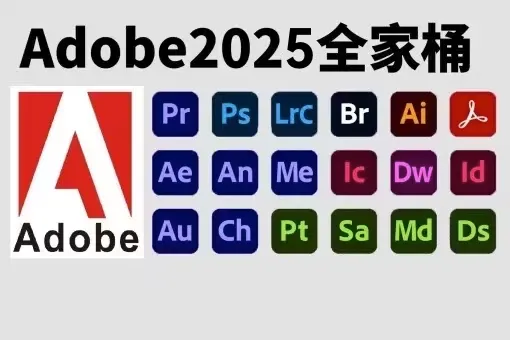 Adobe2025全家桶
Adobe
Pr Ps LrC Br Ai
Ae An Me Ic Dw Id
Au Ch Pt Sa Md Ds